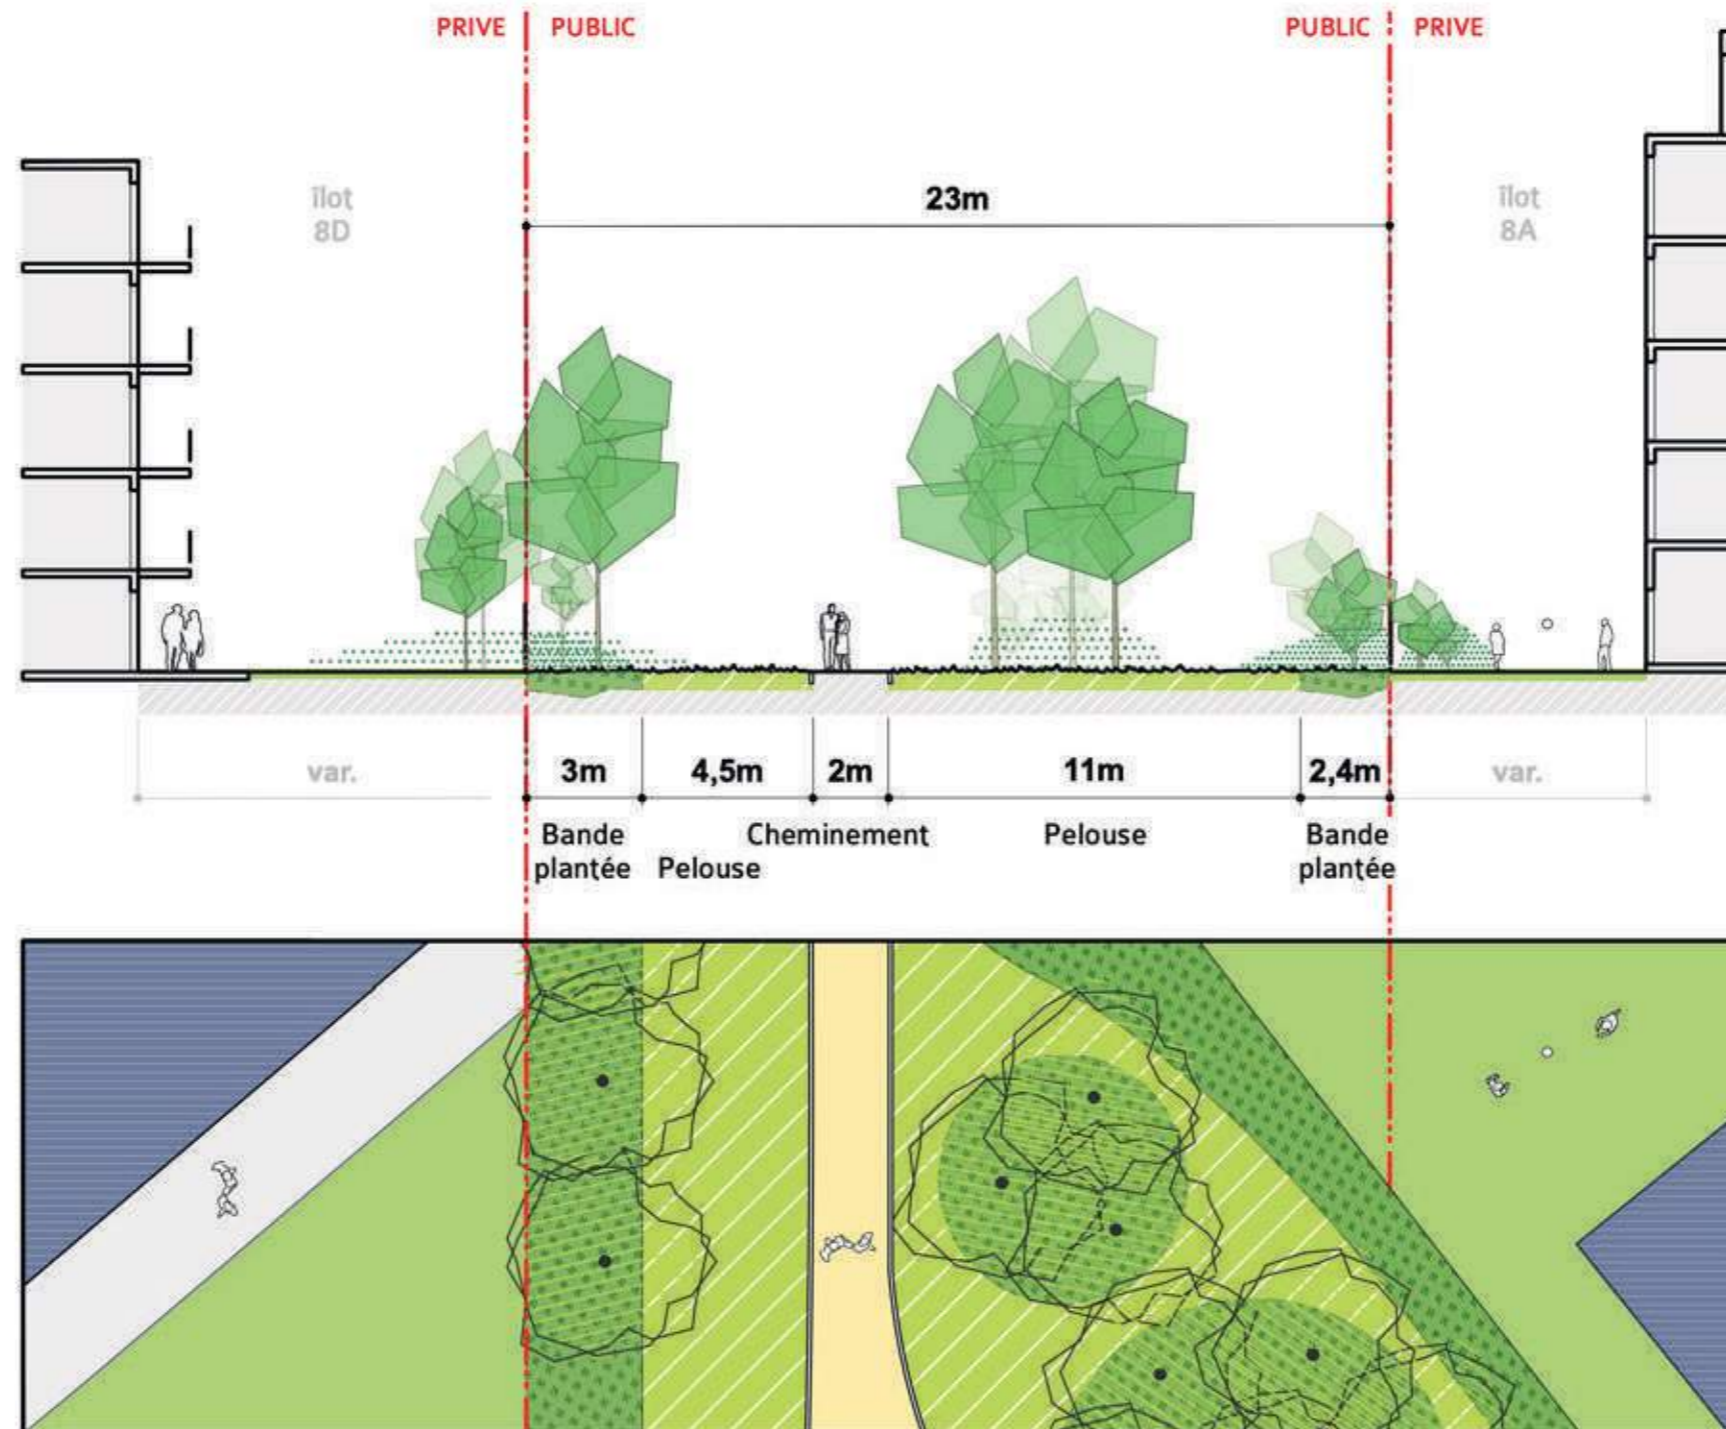 PRIVE PUBLIC PUBLIC PRIVE
îlot
8D
23m
îlot
8A
var. 3m 4,5m 2m 11m 2,4m var.
Bande Cheminement Pelouse Bande
plantée Pelouse plantée